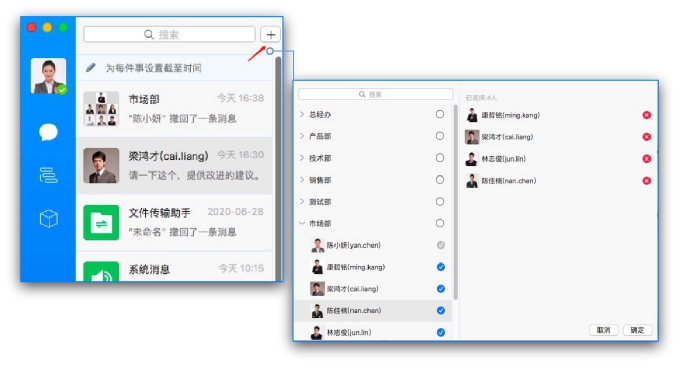 搜索
+
为每件事设置截至时间
市场部 今天 16:38
"陈小妍" 撤回了一条消息
梁鸿才(cai.liang) 今天 16:30
请一下这个，提供改进的建议。
文件传输助手 2020-06-28
"未命名" 撤回了一条消息
系统消息 今天 10:15
搜索
总经办
产品部
技术部
销售部
测试部
市场部
陈小妍(yan.chen)
康哲铭(ming.kang)
梁鸿才(cai.liang)
陈佳楠(nan.chen)
林志俊(jun.lin)
已选择:4人
康哲铭(ming.kang)
梁鸿才(cai.liang)
林志俊(jun.lin)
陈佳楠(nan.chen)
取消 确定